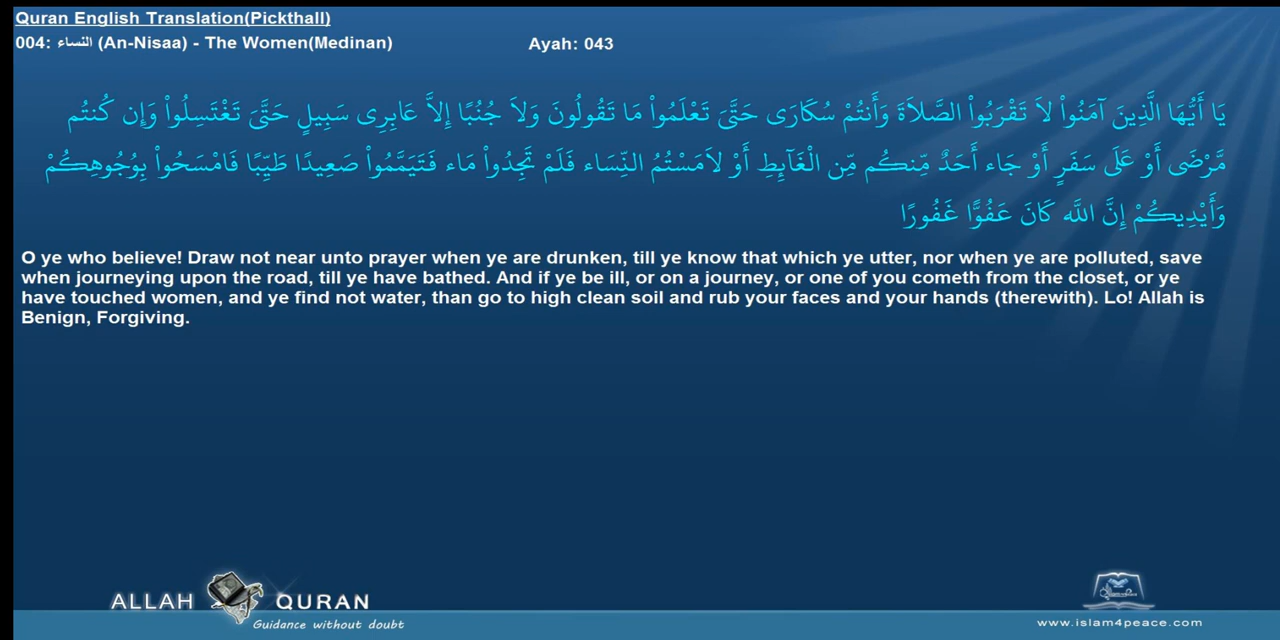 Quran English Translation(Pickthall)
004: النساء (An-Nisaa) - The Women(Medinan) Ayah: 043
يَا أَيُّهَا الَّذِينَ آمَنُواْ لاَ تَقْرَبُواْ الصَّلاَةَ وَأَنتُمْ سُكَارَى حَتَّىَ تَعْلَمُواْ مَا تَقُولُونَ وَلاَ جُنُبًا إِلاَّ عَابِرِي سَبِيلٍ حَتَّىَ تَغْتَسِلُواْ وَإِن كُنتُم
مَّرْضَى أَوْ عَلَى سَفَرٍ أَوْ جَاء أَحَدٌ مِّنكُم مِّن الْغَآئِطِ أَوْ لاَمَسْتُمُ النِّسَاء فَلَمْ تَجِدُواْ مَاء فَتَيَمَّمُواْ صَعِيدًا طَيِّبًا فَامْسَحُواْ بِوُجُوهِكُمْ
وَأَيْدِيكُمْ إِنَّ اللّهَ كَانَ عَفُوًّا غَفُورًا
O ye who believe! Draw not near unto prayer when ye are drunken, till ye know that which ye utter, nor when ye are polluted, save
when journeying upon the road, till ye have bathed. And if ye be ill, or on a journey, or one of you cometh from the closet, or ye
have touched women, and ye find not water, than go to high clean soil and rub your faces and your hands (therewith). Lo! Allah is
Benign, Forgiving.
ALLAH QURAN
Guidance without doubt
www.islam4peace.com